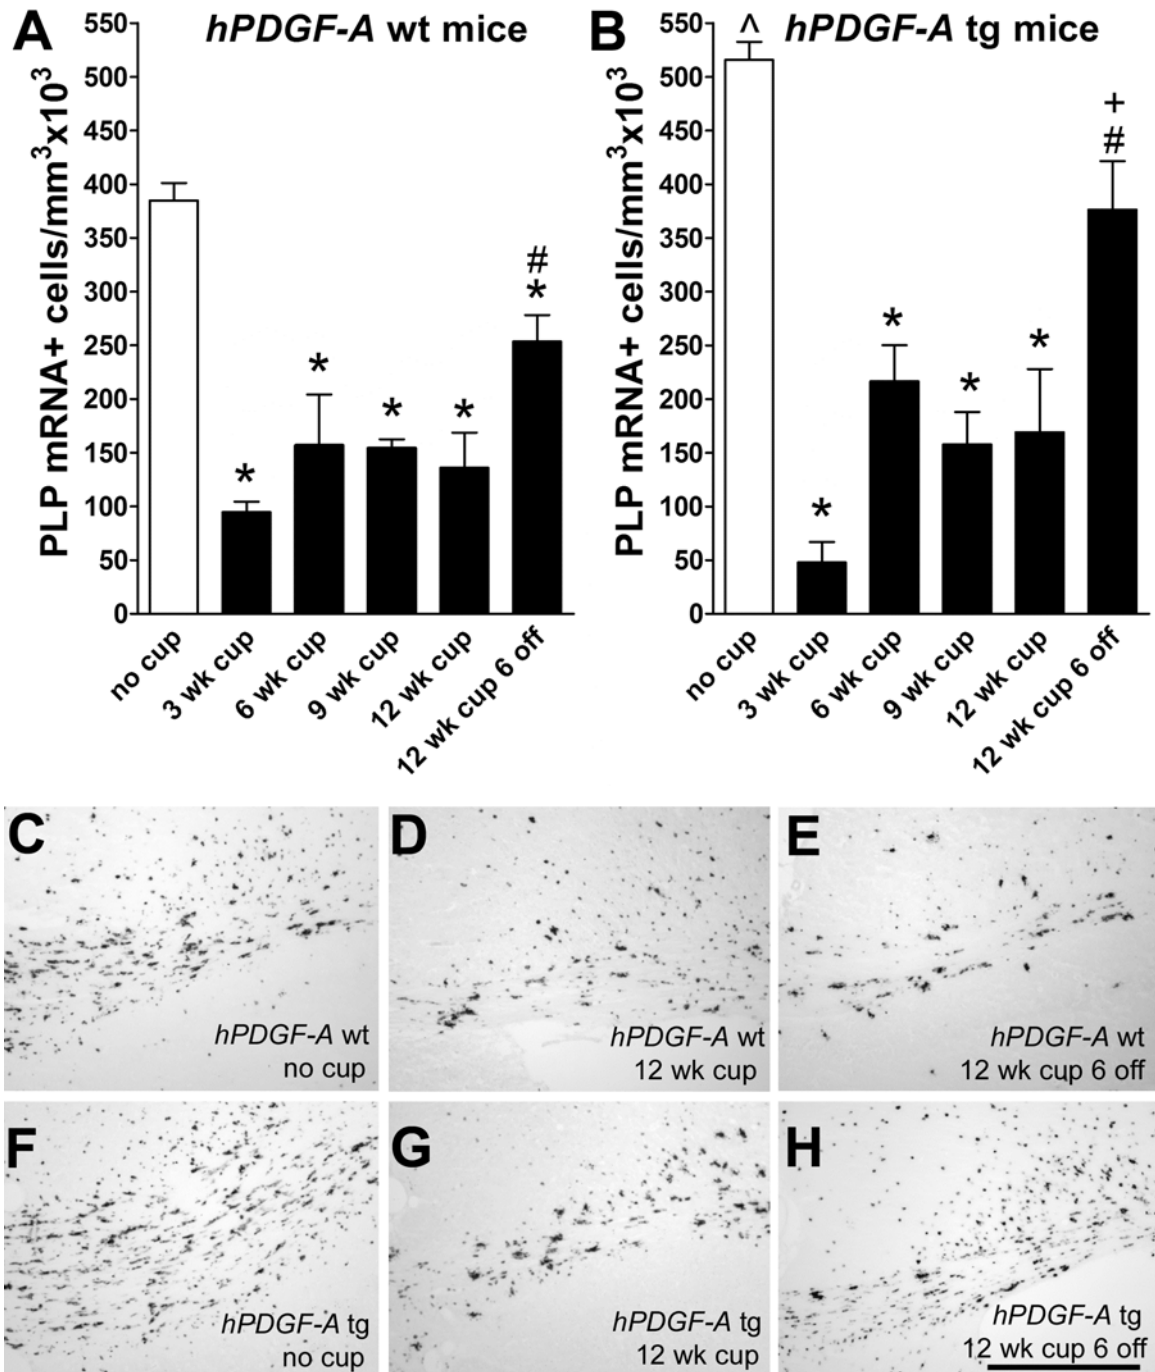 A
hPDGF-A wt mice
PLP mRNA+ cells/mm³x10³
550
500
450
400
350
300
250
200
150
100
50
0
*
*
*
*
#
*
no cup
3 wk cup
6 wk cup
9 wk cup
12 wk cup
12 wk cup 6 off
B
hPDGF-A tg mice
PLP mRNA+ cells/mm³x10³
550
500
450
400
350
300
250
200
150
100
50
0
^
*
*
*
*
+
#
no cup
3 wk cup
6 wk cup
9 wk cup
12 wk cup
12 wk cup 6 off
C
hPDGF-A wt
no cup
D
hPDGF-A wt
12 wk cup
E
hPDGF-A wt
12 wk cup 6 off
F
hPDGF-A tg
no cup
G
hPDGF-A tg
12 wk cup
H
hPDGF-A tg
12 wk cup 6 off